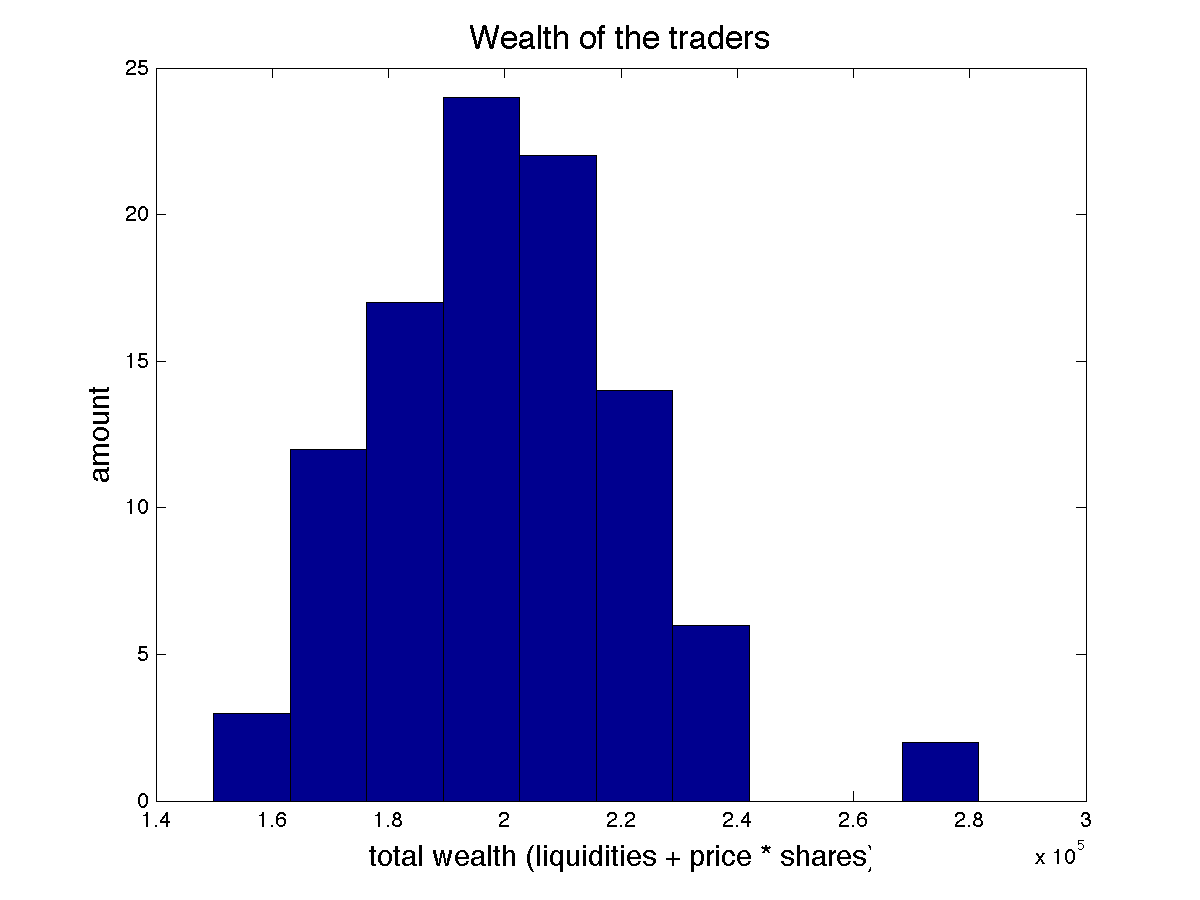 Wealth of the traders
25
20
15
10
5
0
amount
1.4 1.6 1.8 2 2.2 2.4 2.6 2.8 3
x 10^5
total wealth (liquidities + price * shares)